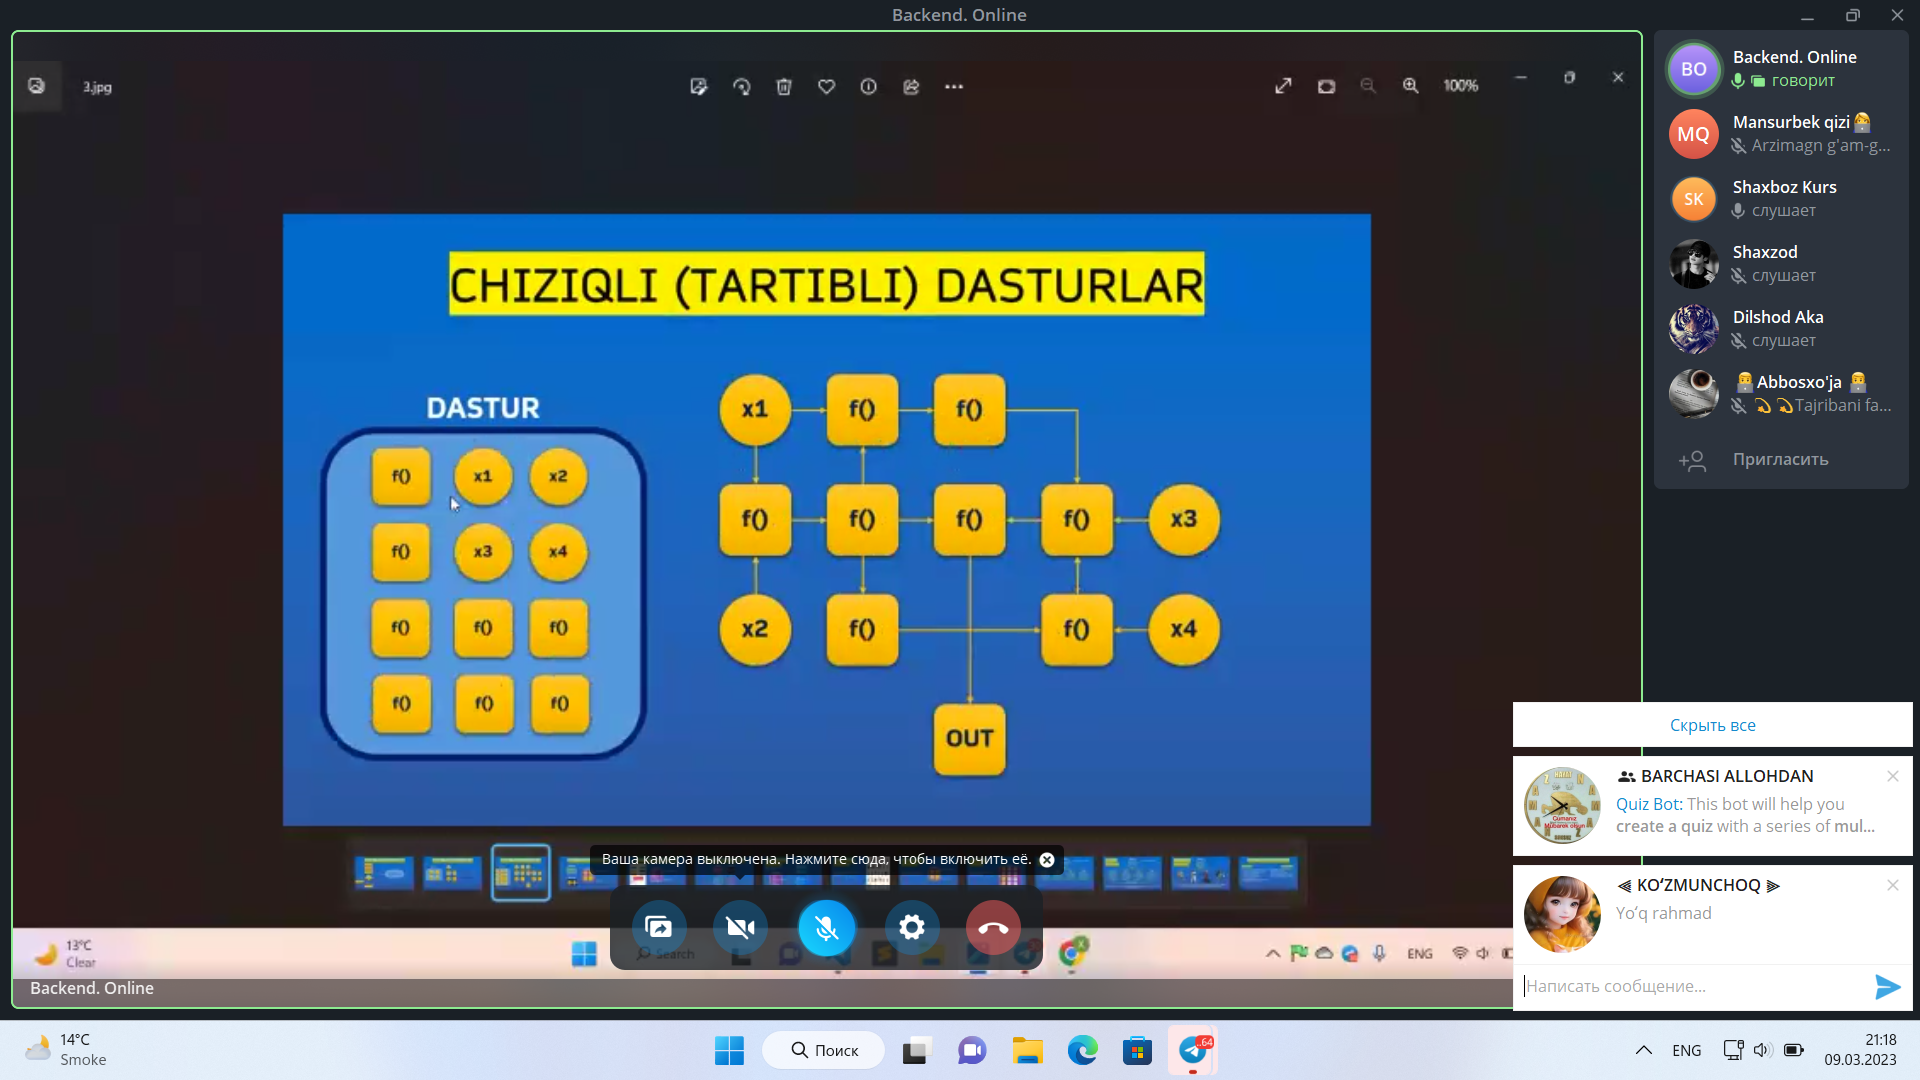 Backend. Online
3.jpg
100%
CHIZIQLI (TARTIBLI) DASTURLAR
DASTUR
f() x1 x2
f() x3 x4
f() f() f()
f() f() f()
x1 f() f()
f() f() f() f() x3
x2 f() f() x4
OUT
Ваша камера выключена. Нажмите сюда, чтобы включить её.
13°C
Clear
Search
ENG
Backend. Online
BO
Backend. Online
говорит
MQ
Mansurbek qizi
Arzimagn g'am-g...
SK
Shaxboz Kurs
слушает
Shaxzod
слушает
Dilshod Aka
слушает
Abbosxo'ja
Tajribani fa...
Пригласить
Скрыть все
BARCHASI ALLOHDAN
Quiz Bot: This bot will help you
create a quiz with a series of mul...
KOʻZMUNCHOQ
Yoʻq rahmad
Написать сообщение...
14°C
Smoke
Поиск
..64
ENG
21:18
09.03.2023